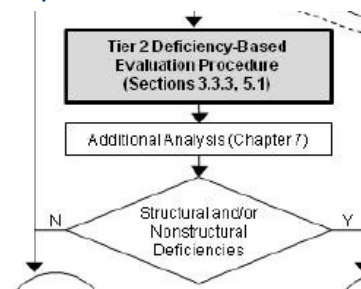 Tier 2 Deficiency-Based
Evaluation Procedure
(Sections 3.3.3, 5.1)
Additional Analysis (Chapter 7)
N
Structural and/or
Y
Nonstructural
Deficiencies